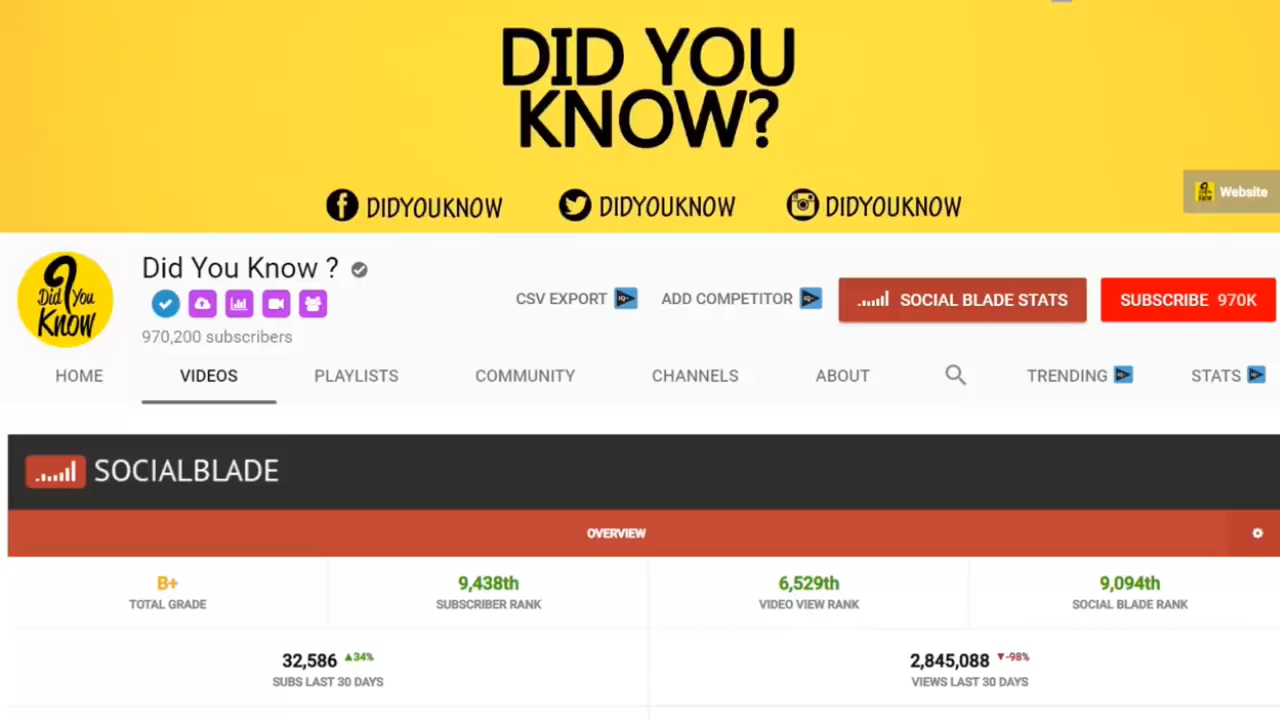 DID YOU
KNOW?
DIDYOUKNOW DIDYOUKNOW DIDYOUKNOW
Website
Did You Know
Did You Know ?
970,200 subscribers
CSV EXPORT IQ+ ADD COMPETITOR IQ+ SOCIAL BLADE STATS SUBSCRIBE 970K
HOME VIDEOS PLAYLISTS COMMUNITY CHANNELS ABOUT TRENDING STATS
SOCIALBLADE
OVERVIEW
B+ 9,438th 6,529th 9,094th
TOTAL GRADE SUBSCRIBER RANK VIDEO VIEW RANK SOCIAL BLADE RANK
32,586 ▲34% 2,845,088 ▼-98%
SUBS LAST 30 DAYS VIEWS LAST 30 DAYS